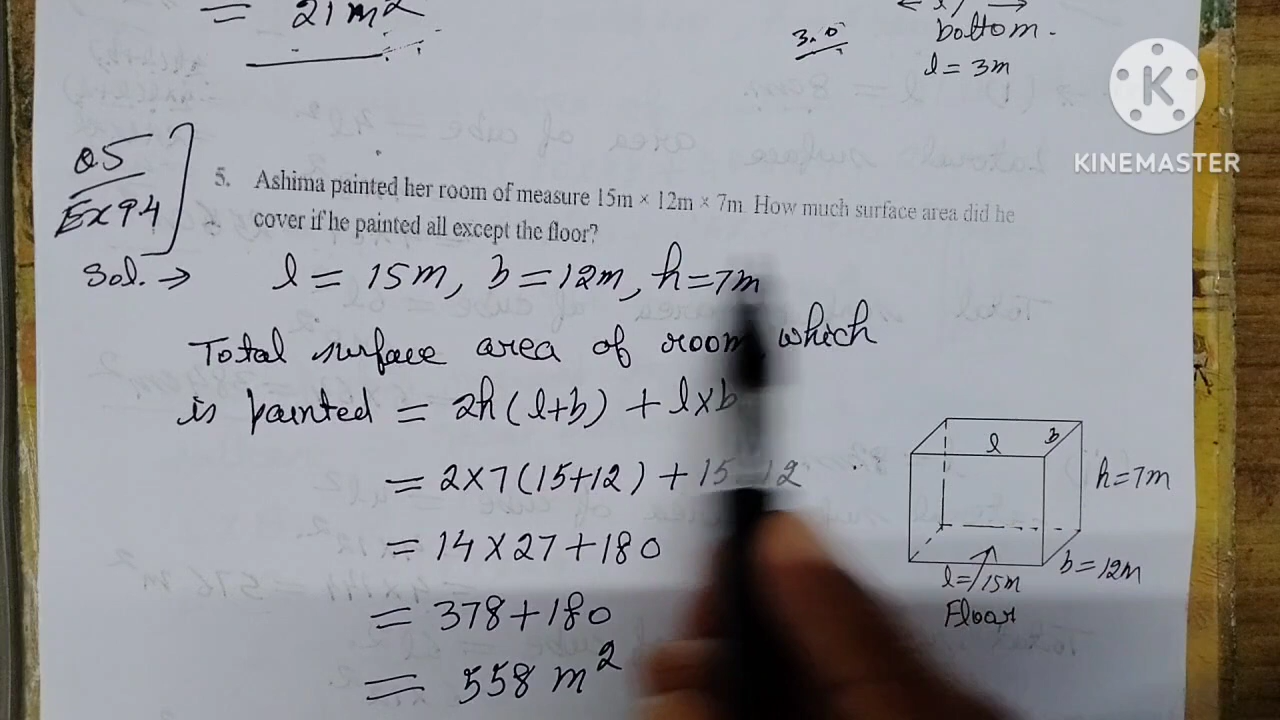 = 21m²
bottom.
3.0
l = 3m
K
KINEMASTER
Q5
Ex 9.4
5. Ashima painted her room of measure 15m × 12m × 7m. How much surface area did he
cover if he painted all except the floor?
Sol. → l = 15m, b = 12m, h = 7m
Total surface area of room which
is painted = 2h (l+b) + l×b
= 2×7(15+12) + 15 12
= 14×27+180
= 378+180
= 558 m²
l b
h=7m
b=12m
l=15m
Floor